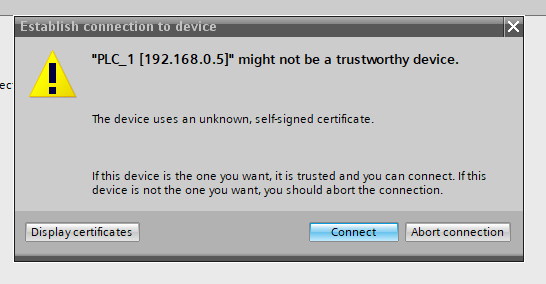 Establish connection to device
"PLC_1 [192.168.0.5]" might not be a trustworthy device.
ec
The device uses an unknown, self-signed certificate.
If this device is the one you want, it is trusted and you can connect. If this
device is not the one you want, you should abort the connection.
Display certificates
Connect
Abort connection